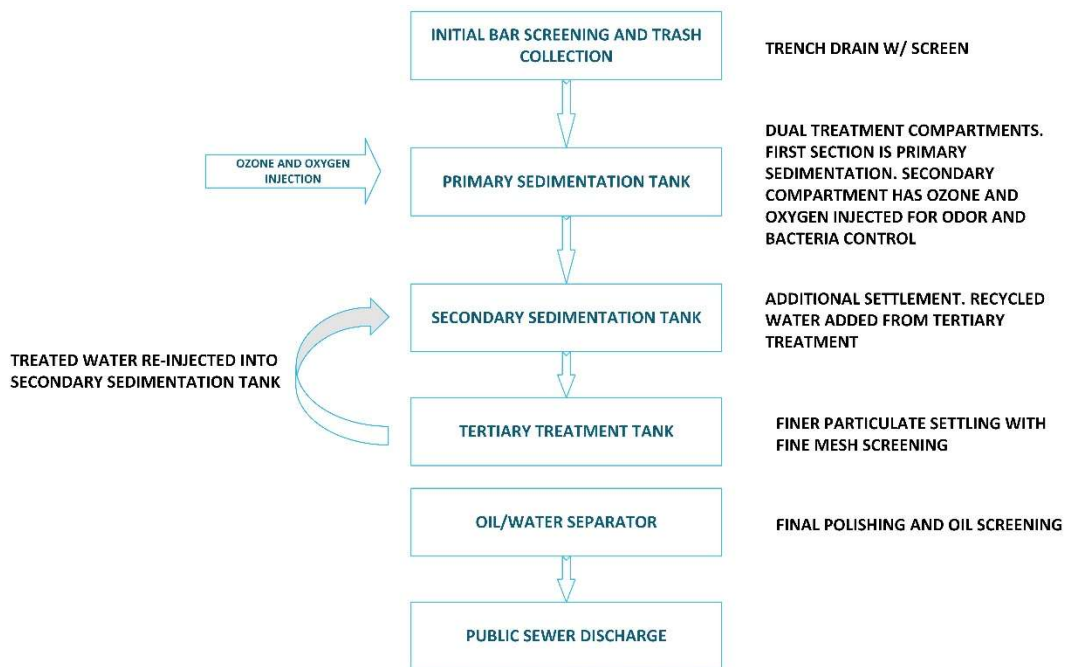 INITIAL BAR SCREENING AND TRASH
COLLECTION
TRENCH DRAIN W/ SCREEN
OZONE AND OXYGEN
INJECTION
PRIMARY SEDIMENTATION TANK
DUAL TREATMENT COMPARTMENTS.
FIRST SECTION IS PRIMARY
SEDIMENTATION. SECONDARY
COMPARTMENT HAS OZONE AND
OXYGEN INJECTED FOR ODOR AND
BACTERIA CONTROL
SECONDARY SEDIMENTATION TANK
ADDITIONAL SETTLEMENT. RECYCLED
WATER ADDED FROM TERTIARY
TREATMENT
TREATED WATER RE-INJECTED INTO
SECONDARY SEDIMENTATION TANK
TERTIARY TREATMENT TANK
FINER PARTICULATE SETTLING WITH
FINE MESH SCREENING
OIL/WATER SEPARATOR
FINAL POLISHING AND OIL SCREENING
PUBLIC SEWER DISCHARGE